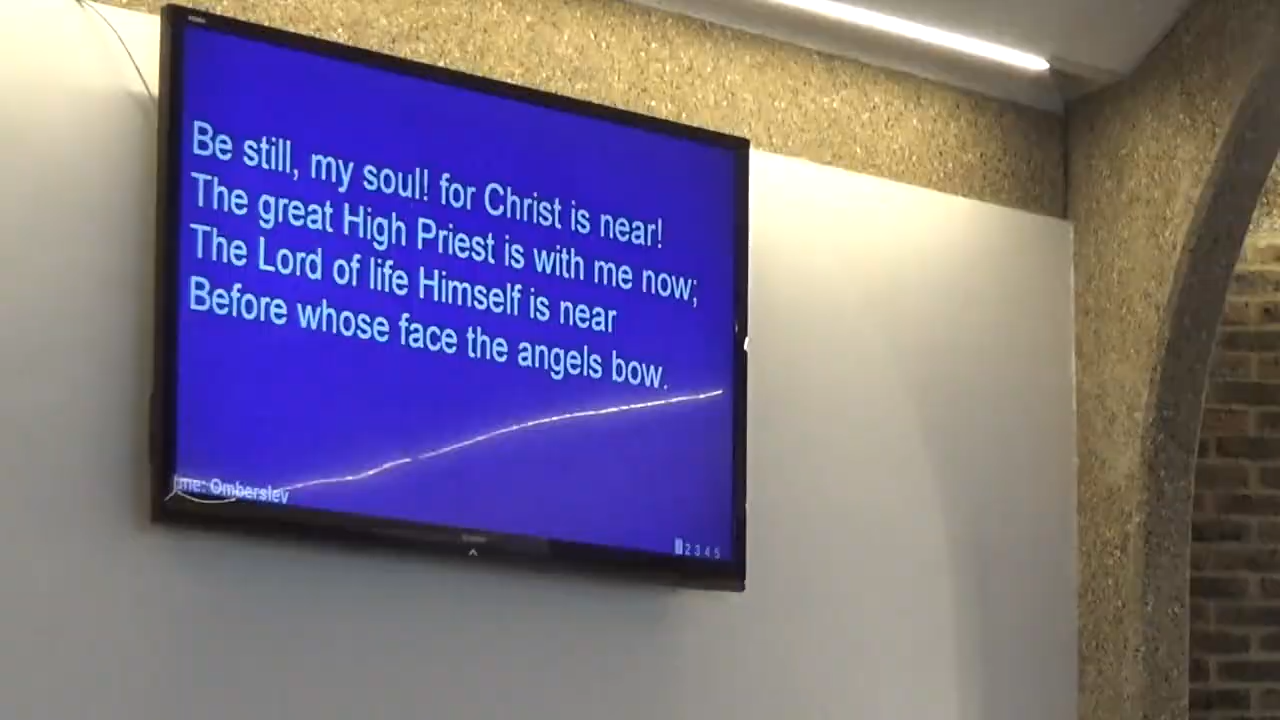 Be still, my soul! for Christ is near!
The great High Priest is with me now;
The Lord of life Himself is near
Before whose face the angels bow.
Ombersley
2 3 4 5